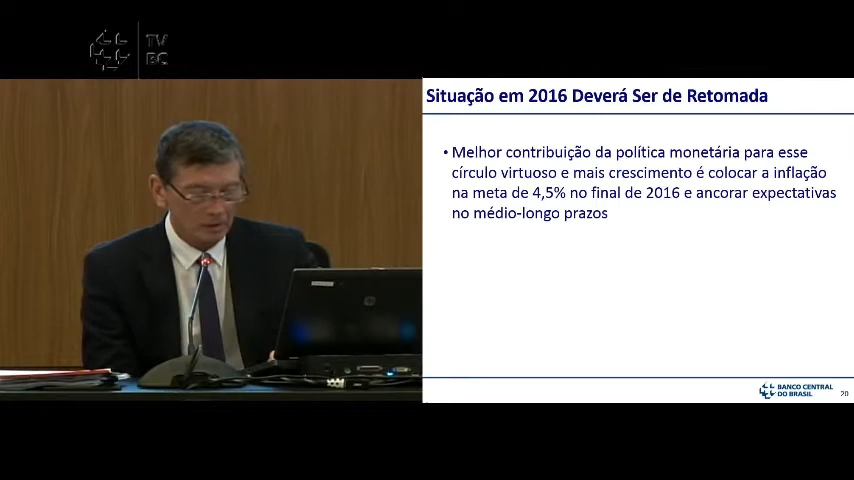 TV
BC
Situação em 2016 Deverá Ser de Retomada
• Melhor contribuição da política monetária para esse
círculo virtuoso e mais crescimento é colocar a inflação
na meta de 4,5% no final de 2016 e ancorar expectativas
no médio-longo prazos
BANCO CENTRAL
DO BRASIL
20